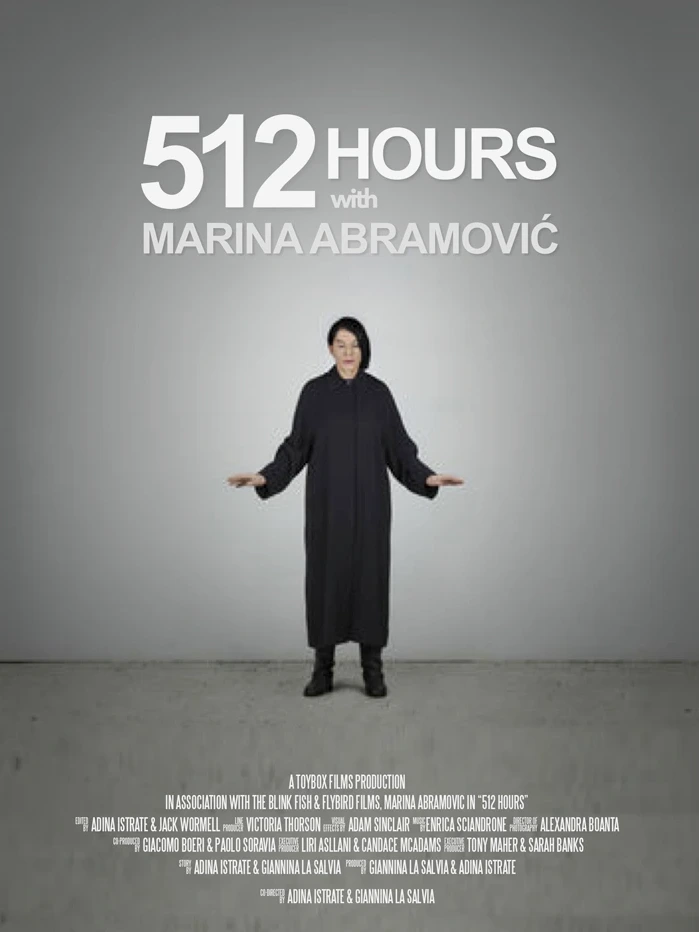 512 HOURS
with
MARINA ABRAMOVIĆ
A TOYBOX FILMS PRODUCTION
IN ASSOCIATION WITH THE BLINK FISH & FLYBIRD FILMS, MARINA ABRAMOVIC IN "512 HOURS"
EDITED BY ADINA ISTRATE & JACK WORMELL LINE PRODUCER VICTORIA THORSON VISUAL EFFECTS BY ADAM SINCLAIR MUSIC BY ENRICA SCIANDRONE DIRECTOR OF PHOTOGRAPHY ALEXANDRA BOANTA
CO-PRODUCED BY GIACOMO BOERI & PAOLO SORAVIA EXECUTIVE PRODUCER LIRI ASLLANI & CANDACE MCADAMS EXECUTIVE PRODUCER TONY MAHER & SARAH BANKS
STORY BY ADINA ISTRATE & GIANNINA LA SALVIA PRODUCED BY GIANNINA LA SALVIA & ADINA ISTRATE
CO-DIRECTED BY ADINA ISTRATE & GIANNINA LA SALVIA